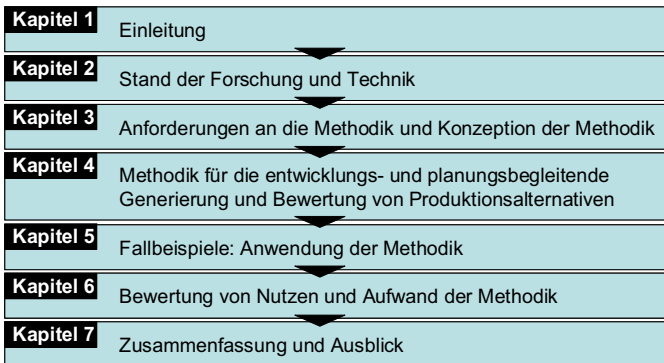 Kapitel 1
Einleitung
Kapitel 2
Stand der Forschung und Technik
Kapitel 3
Anforderungen an die Methodik und Konzeption der Methodik
Kapitel 4
Methodik für die entwicklungs- und planungsbegleitende
Generierung und Bewertung von Produktionsalternativen
Kapitel 5
Fallbeispiele: Anwendung der Methodik
Kapitel 6
Bewertung von Nutzen und Aufwand der Methodik
Kapitel 7
Zusammenfassung und Ausblick